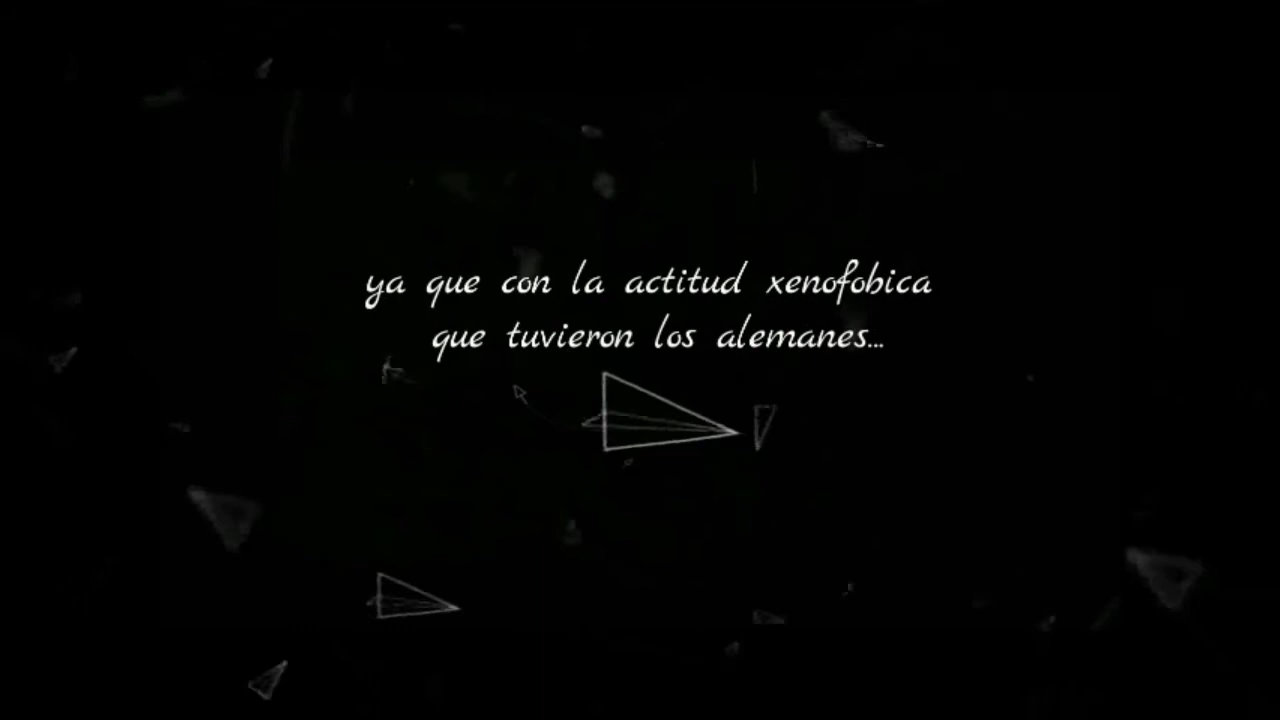 ya que con la actitud xenofobica
que tuvieron los alemanes...